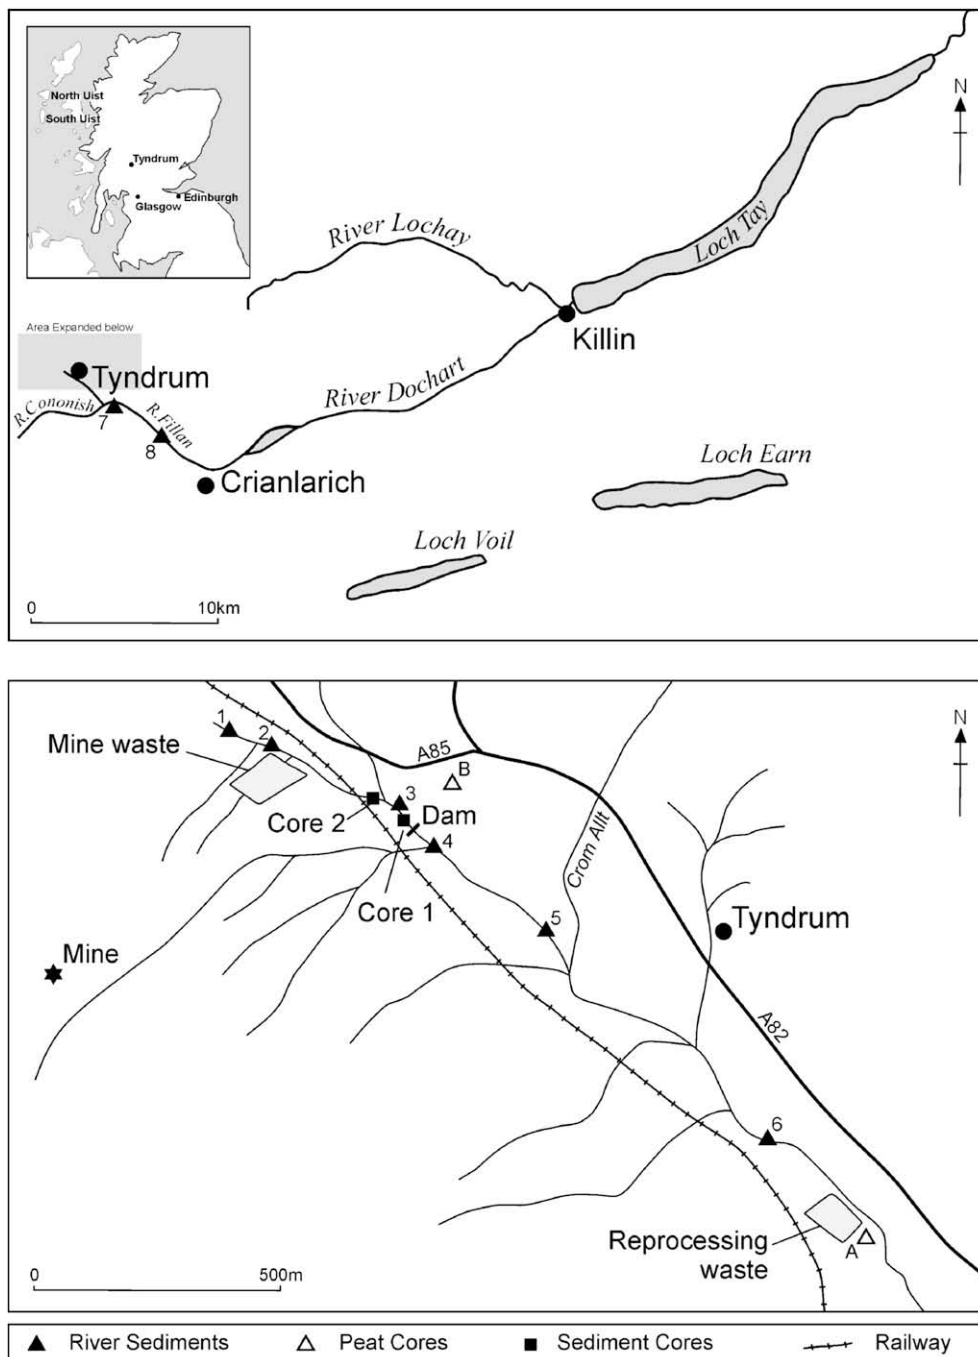 North Uist
South Uist
Tyndrum
Edinburgh
Glasgow
N
River Lochay
Loch Tay
Killin
Area Expanded below
Tyndrum
R.Cononish
7
R.Fillan
8
River Dochart
Crianlarich
Loch Earn
Loch Voil
0 10km
N
1
2
Mine waste
A85
B
3
Core 2
Dam
4
Core 1
Crom Allt
5
Tyndrum
Mine
A82
6
Reprocessing
waste
A
0 500m
River Sediments Peat Cores Sediment Cores Railway